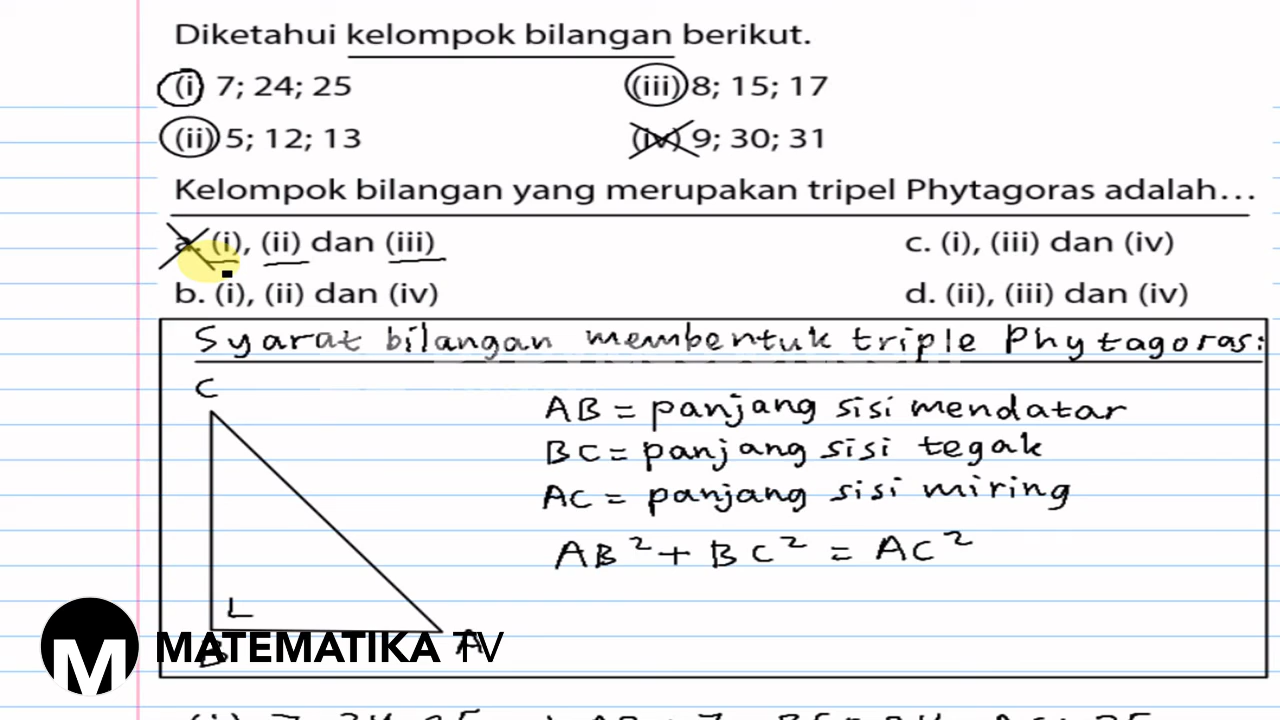 Diketahui kelompok bilangan berikut.
(i) 7; 24; 25
(iii) 8; 15; 17
(ii) 5; 12; 13
(iv) 9; 30; 31
Kelompok bilangan yang merupakan tripel Phytagoras adalah...
a. (i), (ii) dan (iii)
c. (i), (iii) dan (iv)
b. (i), (ii) dan (iv)
d. (ii), (iii) dan (iv)
Syarat bilangan membentuk triple Phytagoras:
C
AB = panjang sisi mendatar
BC = panjang sisi tegak
AC = panjang sisi miring
AB² + BC² = AC²
B
A
M MATEMATIKA TV